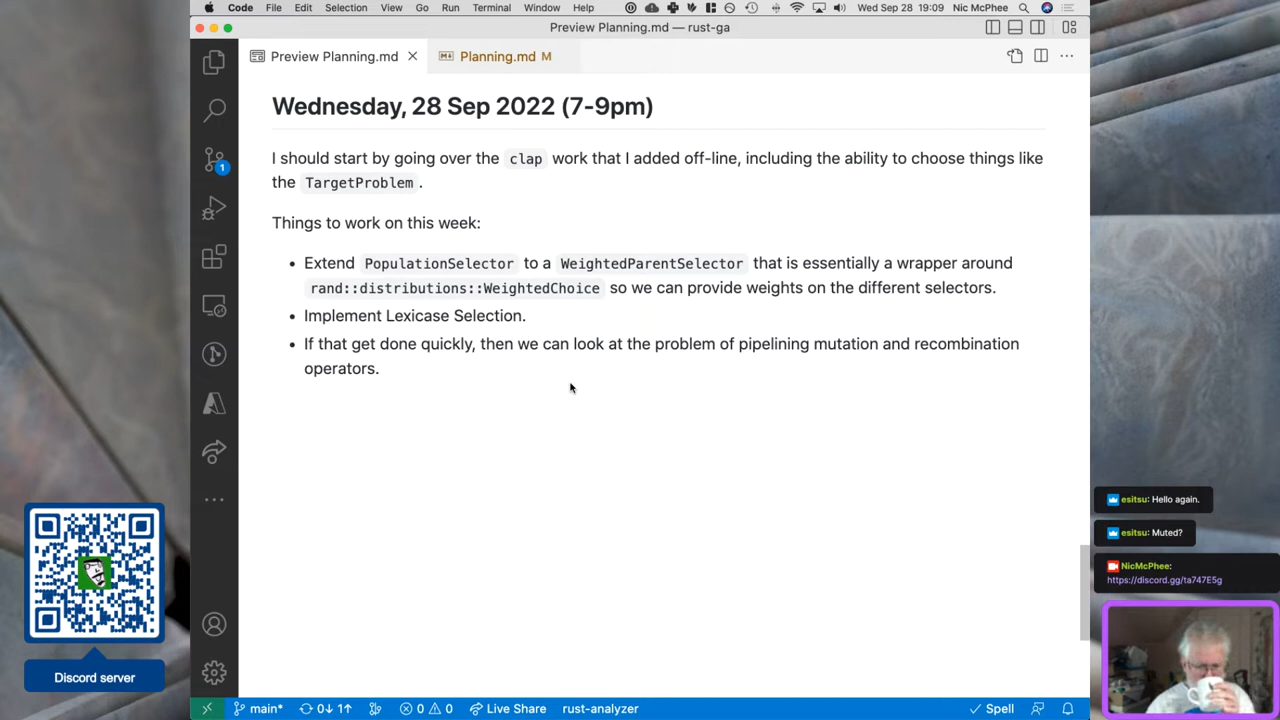 Code File Edit Selection View Go Run Terminal Window Help Wed Sep 28 19:09 Nic McPhee
Preview Planning.md — rust-ga
Preview Planning.md
Planning.md M
Wednesday, 28 Sep 2022 (7-9pm)
I should start by going over the clap work that I added off-line, including the ability to choose things like
the TargetProblem .
Things to work on this week:
• Extend PopulationSelector to a WeightedParentSelector that is essentially a wrapper around
rand::distributions::WeightedChoice so we can provide weights on the different selectors.
• Implement Lexicase Selection.
• If that get done quickly, then we can look at the problem of pipelining mutation and recombination
operators.
1
esitsu: Hello again.
esitsu: Muted?
NicMcPhee:
https://discord.gg/ta747E5g
Discord server
main* 0↓ 1↑ 0 0 Live Share rust-analyzer Spell